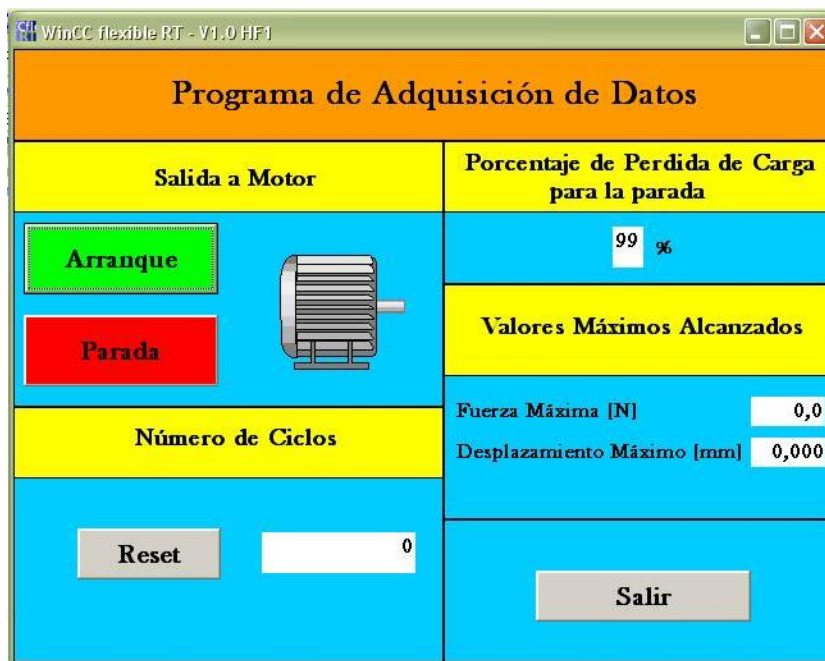 WinCC flexible RT - V1.0 HF1
Programa de Adquisición de Datos
Salida a Motor
Arranque
Parada
Número de Ciclos
Reset
0
Porcentaje de Perdida de Carga
para la parada
99 %
Valores Máximos Alcanzados
Fuerza Máxima [N] 0,0
Desplazamiento Máximo [mm] 0,000
Salir